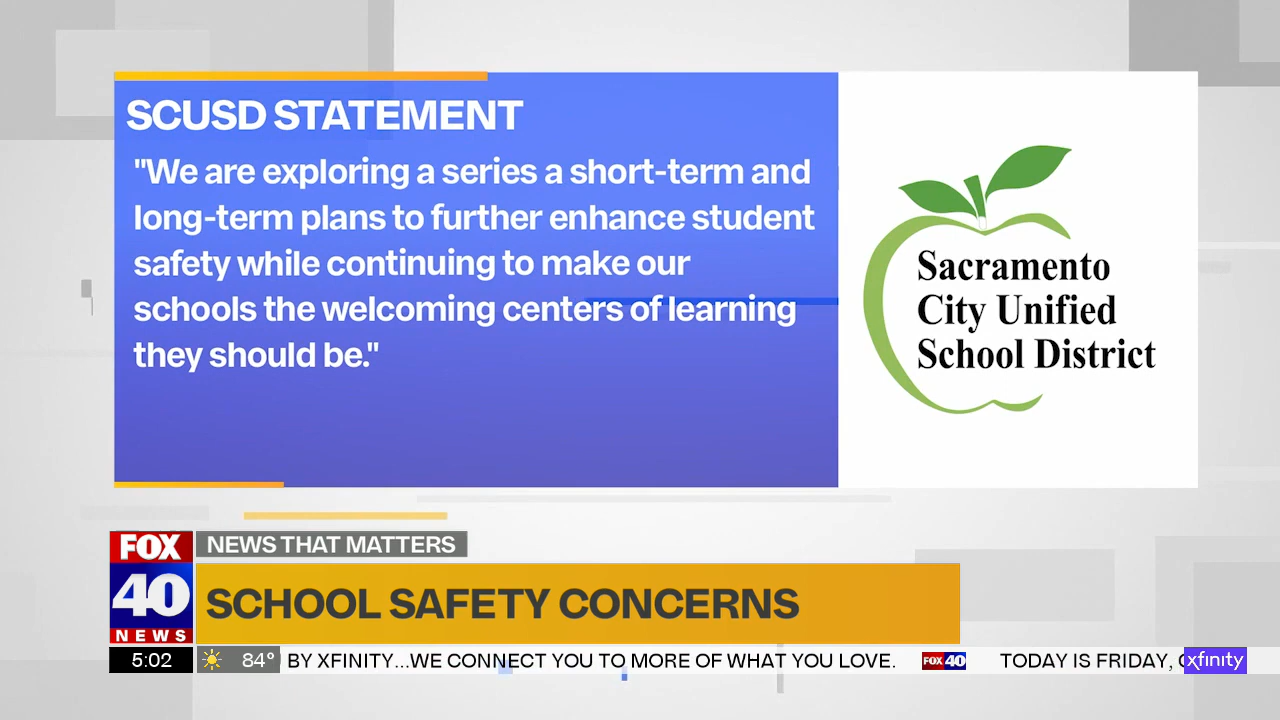 SCUSD STATEMENT
"We are exploring a series a short-term and
long-term plans to further enhance student
safety while continuing to make our
schools the welcoming centers of learning
they should be."
Sacramento
City Unified
School District
FOX
40
NEWS
NEWS THAT MATTERS
SCHOOL SAFETY CONCERNS
5:02
84°
BY XFINITY...WE CONNECT YOU TO MORE OF WHAT YOU LOVE.
FOX 40
TODAY IS FRIDAY,
xfinity